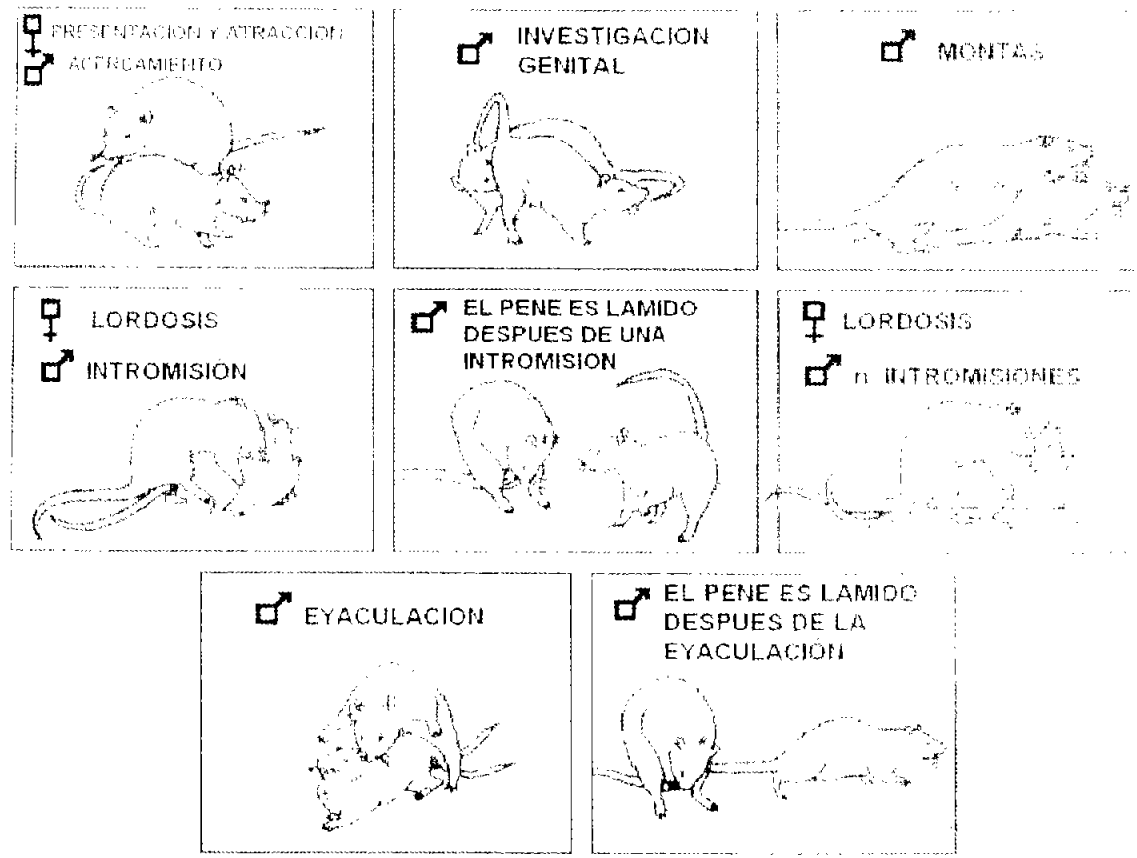 PRESENTACION Y ATRACCION
ACERCAMIENTO
INVESTIGACION
GENITAL
MONTAS
LORDOSIS
INTROMISIÓN
EL PENE ES LAMIDO
DESPUES DE UNA
INTROMISION
LORDOSIS
n INTROMISIONES
EYACULACION
EL PENE ES LAMIDO
DESPUES DE LA
EYACULACIÓN